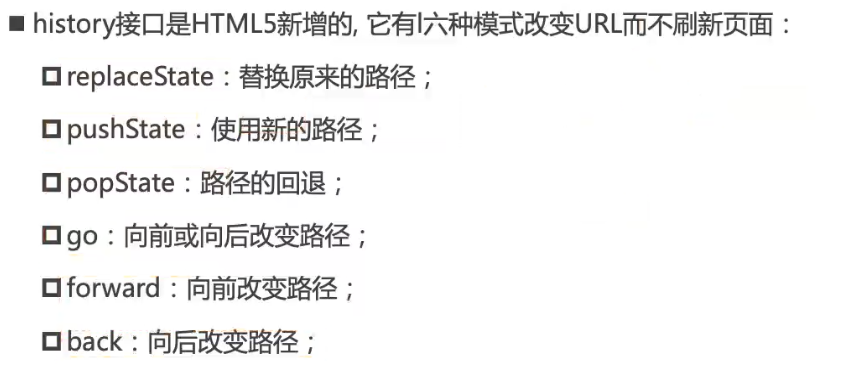 ■ history接口是HTML5新增的, 它有l六种模式改变URL而不刷新页面：
replaceState：替换原来的路径；
pushState：使用新的路径；
popState：路径的回退；
go：向前或向后改变路径；
forward：向前改变路径；
back：向后改变路径；